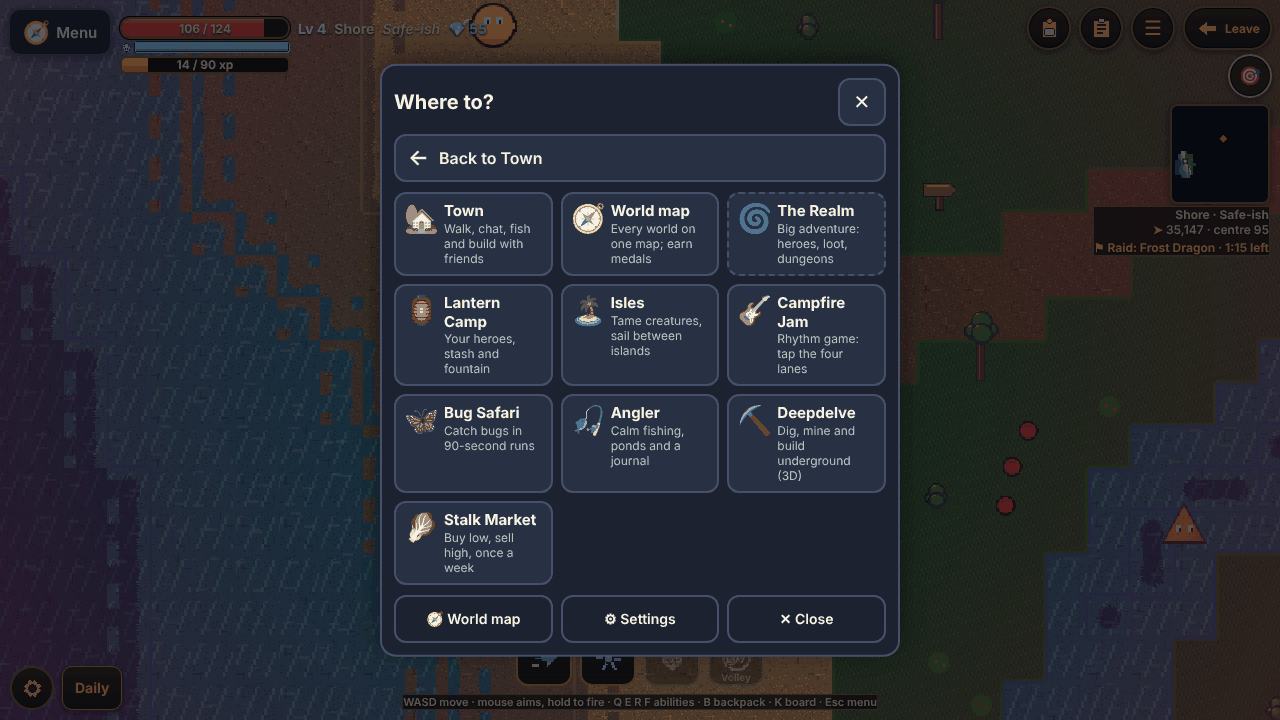 Menu
106 / 124
Lv 4 Shore Safe-ish 55
14 / 90 xp
Leave
Where to?
Back to Town
Town
Walk, chat, fish
and build with
friends
World map
Every world on
one map; earn
medals
The Realm
Big adventure:
heroes, loot,
dungeons
Lantern
Camp
Your heroes,
stash and
fountain
Isles
Tame creatures,
sail between
islands
Campfire
Jam
Rhythm game:
tap the four
lanes
Bug Safari
Catch bugs in
90-second runs
Angler
Calm fishing,
ponds and a
journal
Deepdelve
Dig, mine and
build
underground
(3D)
Stalk Market
Buy low, sell
high, once a
week
World map
Settings
✕ Close
Shore · Safe-ish
➤ 35,147 · centre 95
⚑ Raid: Frost Dragon · 1:15 left
Daily
Volley
WASD move · mouse aims, hold to fire · Q E R F abilities · B backpack · K board · Esc menu